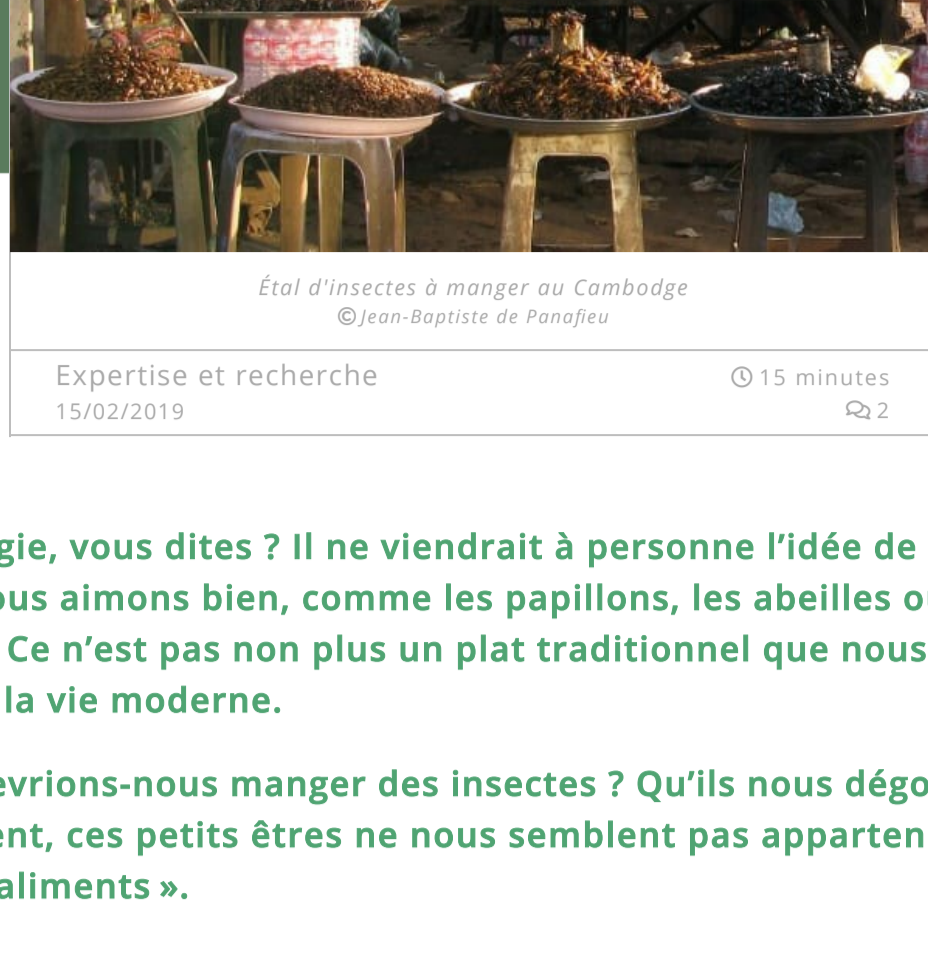 Étal d'insectes à manger au Cambodge
©Jean-Baptiste de Panafieu
Expertise et recherche
15 minutes
15/02/2019
2
gie, vous dites ? Il ne viendrait à personne l’idée de
ous aimons bien, comme les papillons, les abeilles o
Ce n’est pas non plus un plat traditionnel que nous
la vie moderne.
evrions-nous manger des insectes ? Qu’ils nous dégo
ent, ces petits êtres ne nous semblent pas apparten
aliments ».